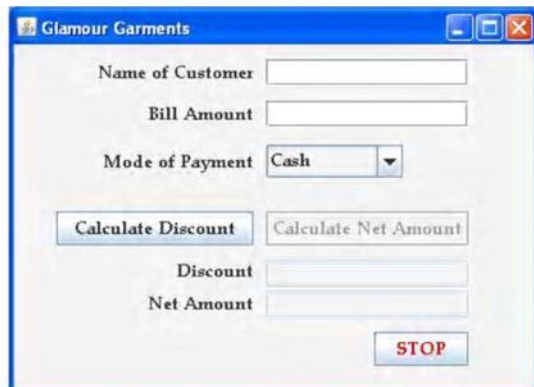 Glamour Garments
Name of Customer
Bill Amount
Mode of Payment Cash
Calculate Discount Calculate Net Amount
Discount
Net Amount
STOP